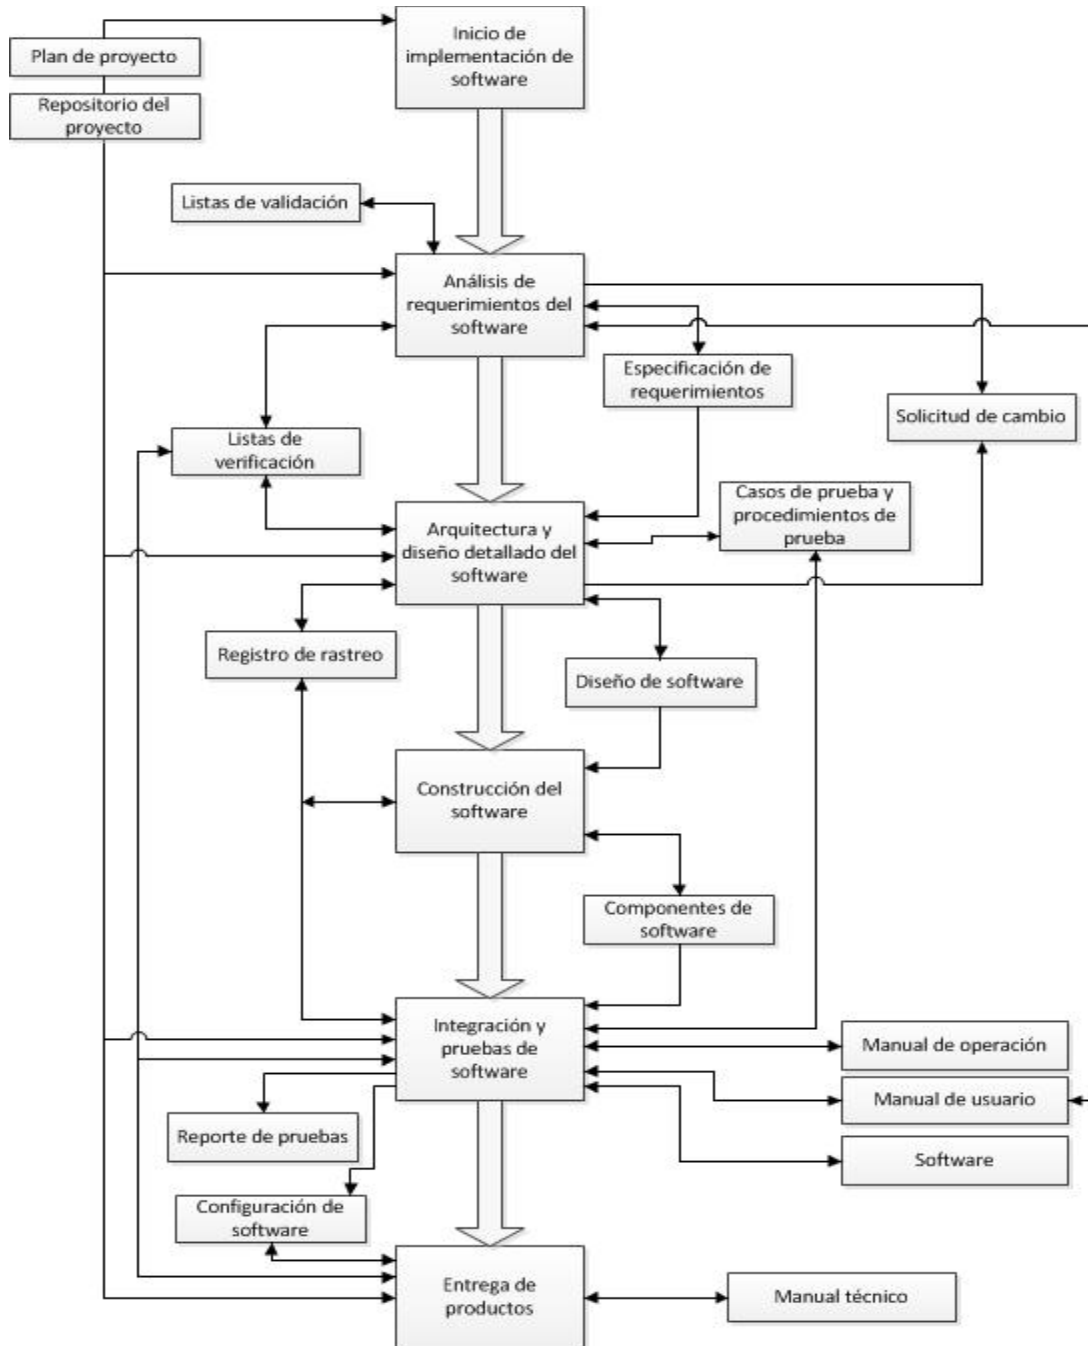 Inicio de
implementación de
software
Plan de proyecto
Repositorio del
proyecto
Listas de validación
Análisis de
requerimientos del
software
Especificación de
requerimientos
Solicitud de cambio
Listas de
verificación
Casos de prueba y
procedimientos de
prueba
Arquitectura y
diseño detallado del
software
Registro de rastreo
Diseño de software
Construcción del
software
Componentes de
software
Integración y
pruebas de
software
Manual de operación
Manual de usuario
Reporte de pruebas
Software
Configuración de
software
Entrega de
productos
Manual técnico